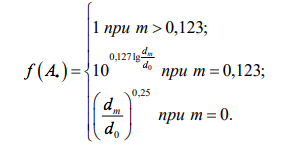 1 при m > 0,123;
f(A*) = { 10^(0,127 lg(d_m/d_0)) при m = 0,123;
(d_m/d_0)^0,25 при m = 0.